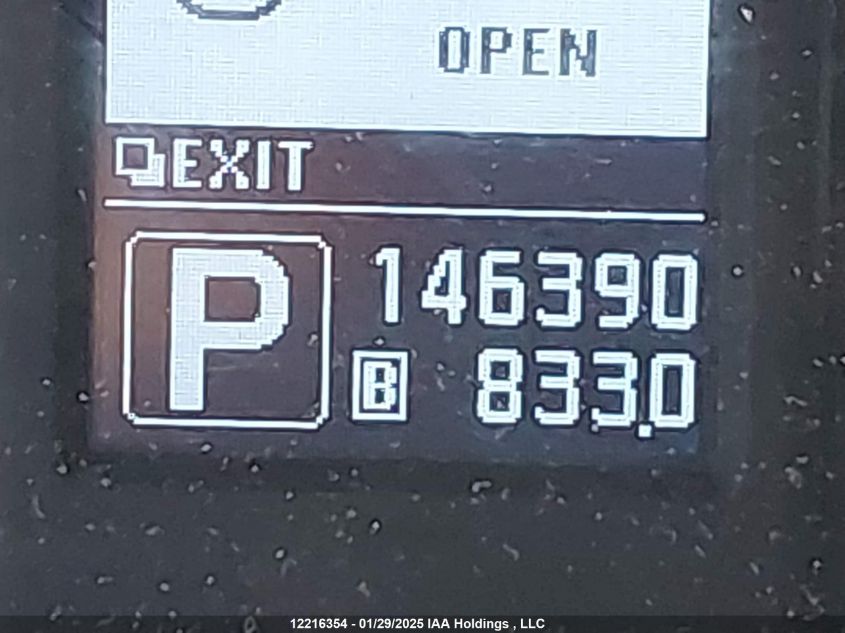 OPEN
EXIT
P 146390
B 833.0
12216354 - 01/29/2025 IAA Holdings , LLC